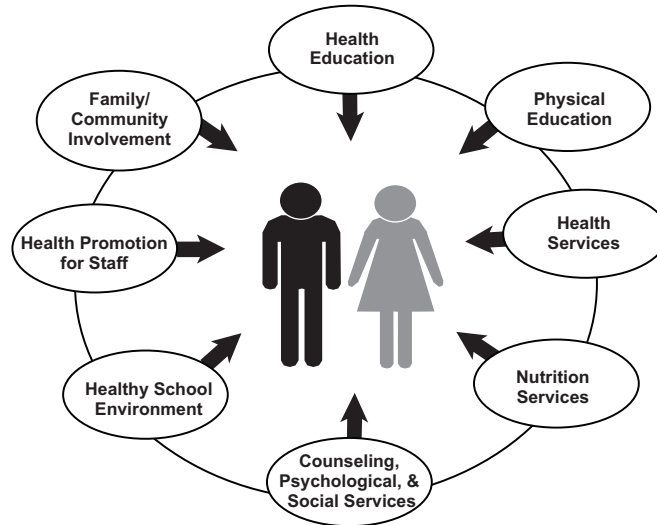 Health
Education
Physical
Education
Health
Services
Nutrition
Services
Counseling,
Psychological, &
Social Services
Healthy School
Environment
Health Promotion
for Staff
Family/
Community
Involvement